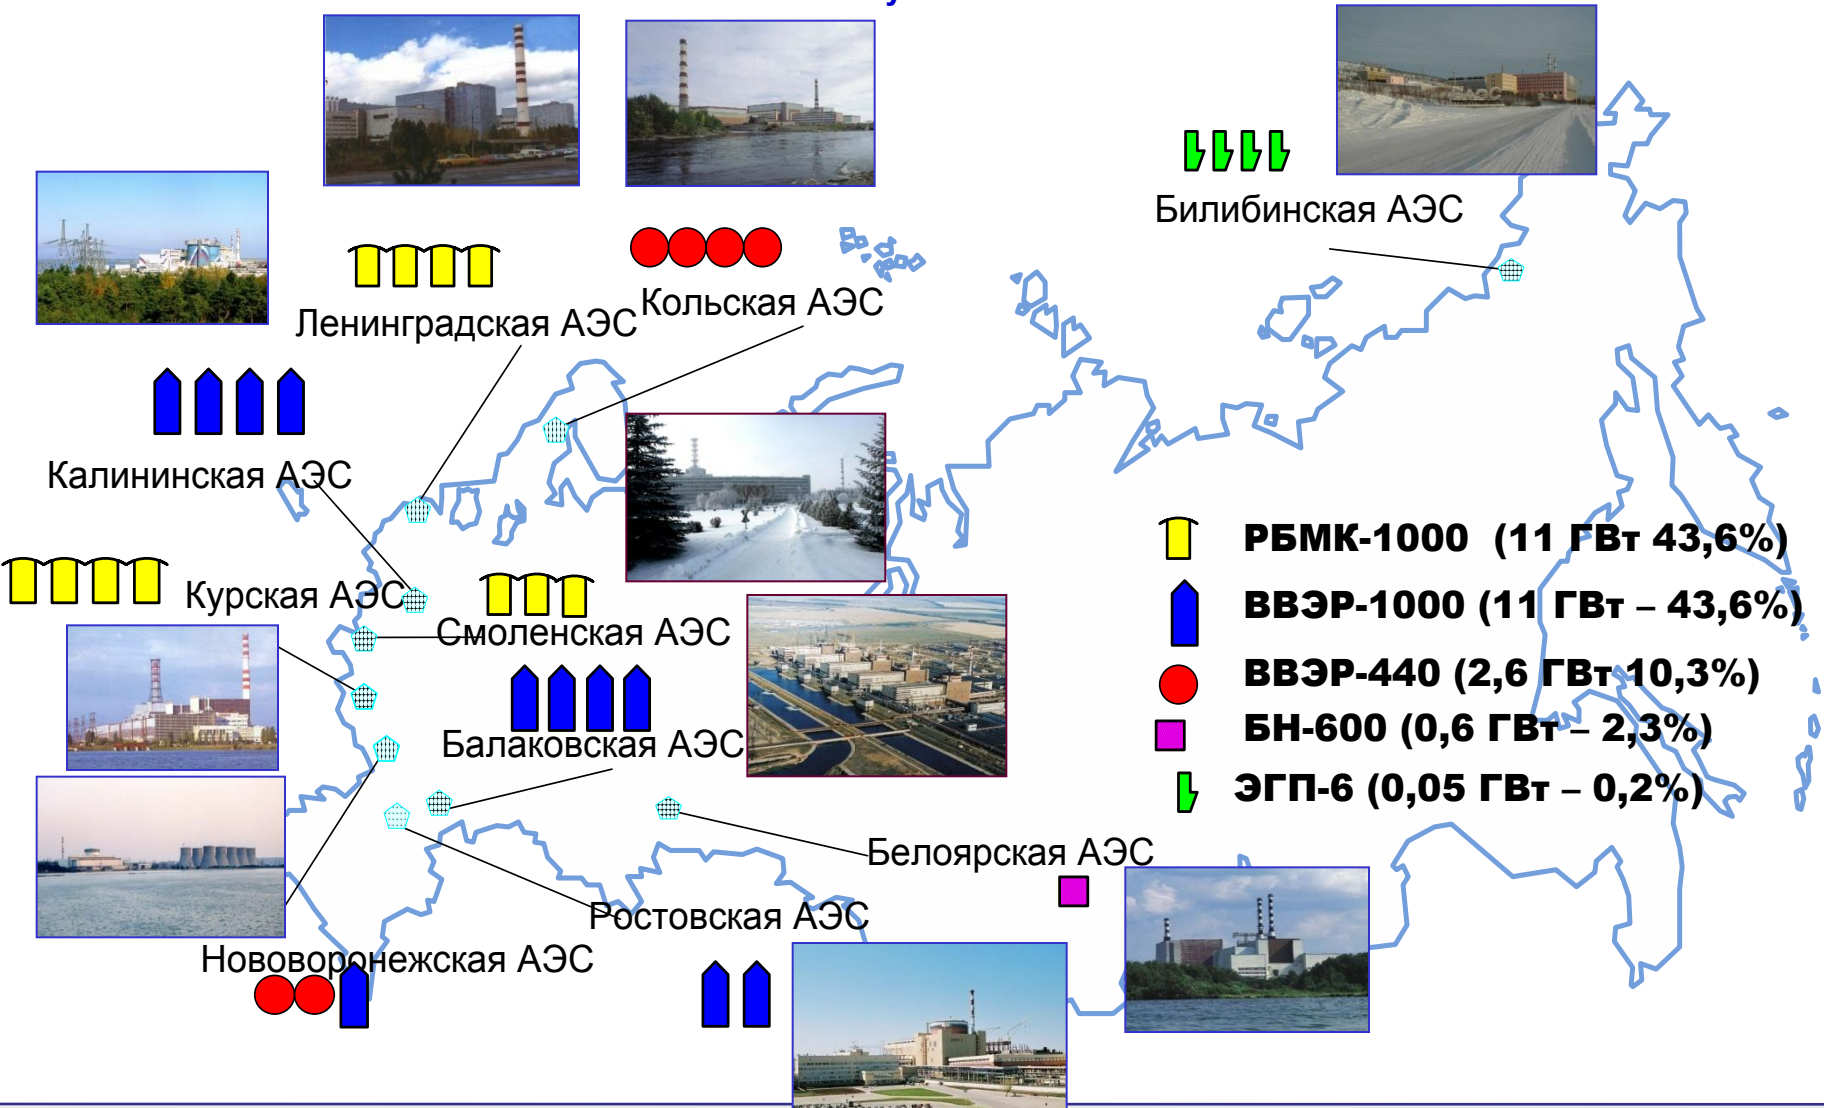 Билибинская АЭС
Кольская АЭС
Ленинградская АЭС
Калининская АЭС
Курская АЭС
Смоленская АЭС
Балаковская АЭС
Белоярская АЭС
Ростовская АЭС
Нововоронежская АЭС
РБМК-1000 (11 ГВт 43,6%)
ВВЭР-1000 (11 ГВт – 43,6%)
ВВЭР-440 (2,6 ГВт 10,3%)
БН-600 (0,6 ГВт – 2,3%)
ЭГП-6 (0,05 ГВт – 0,2%)